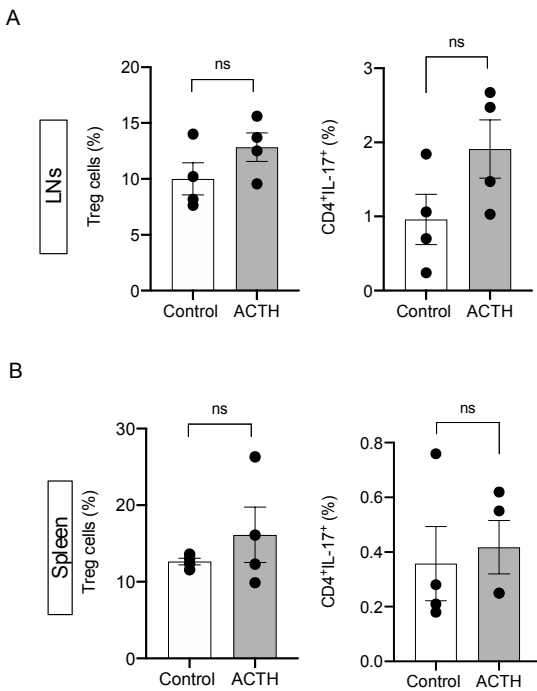 A
LNs
Treg cells (%)
20
15
10
5
0
ns
Control
ACTH
CD4⁺IL-17⁺ (%)
3
2
1
0
ns
Control
ACTH
B
Spleen
Treg cells (%)
30
20
10
0
ns
Control
ACTH
CD4⁺IL-17⁺ (%)
0.8
0.6
0.4
0.2
0.0
ns
Control
ACTH